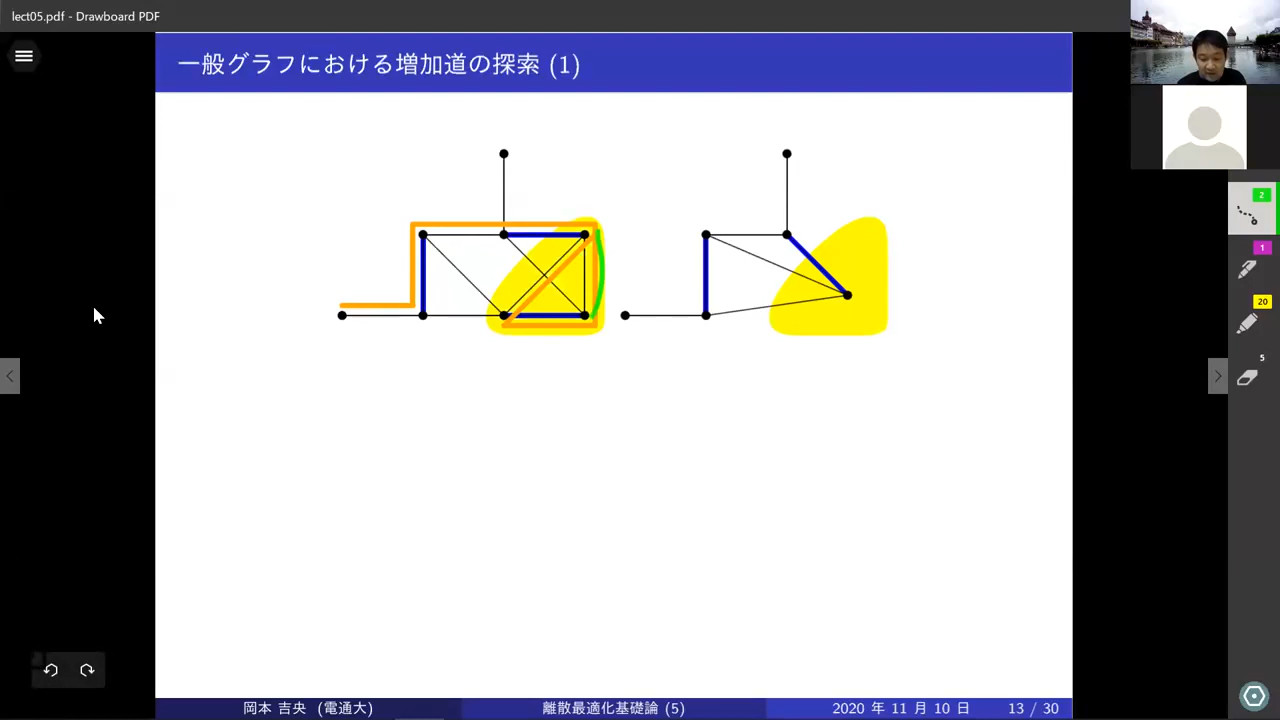 lect05.pdf - Drawboard PDF
一般グラフにおける増加道の探索 (1)
2
1
20
5
岡本 吉央 (電通大)
離散最適化基礎論 (5)
2020 年 11 月 10 日
13 / 30